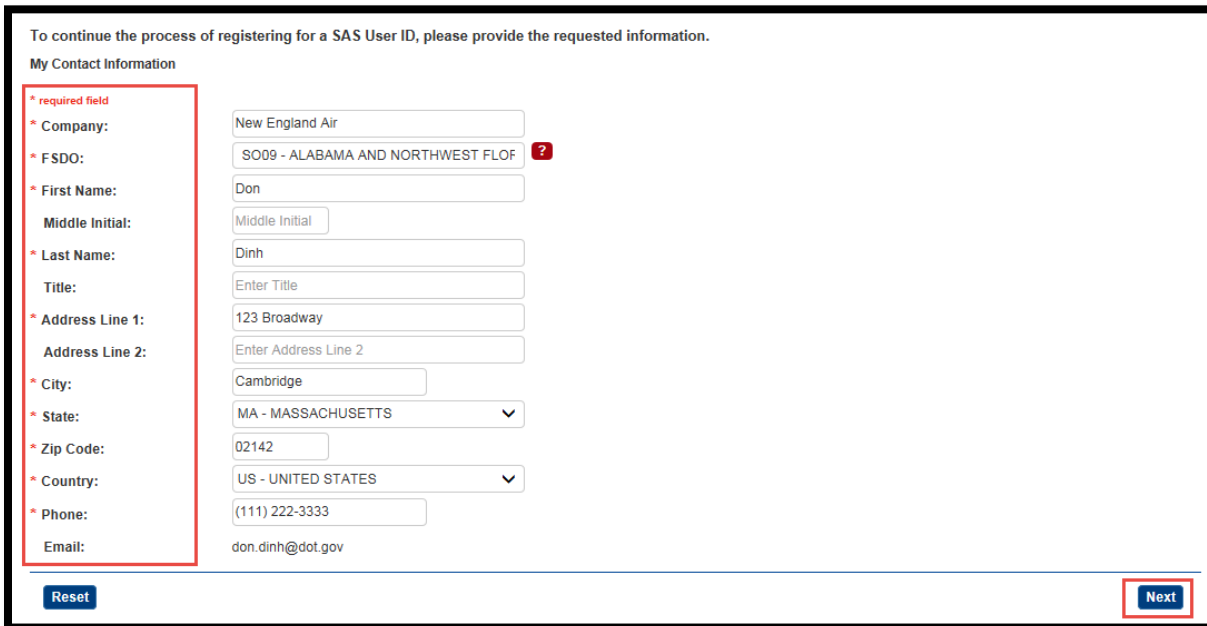 To continue the process of registering for a SAS User ID, please provide the requested information.
My Contact Information
* required field
* Company: New England Air
* FSDO: SO09 - ALABAMA AND NORTHWEST FLOR ?
* First Name: Don
Middle Initial: Middle Initial
* Last Name: Dinh
Title: Enter Title
* Address Line 1: 123 Broadway
Address Line 2: Enter Address Line 2
* City: Cambridge
* State: MA - MASSACHUSETTS
* Zip Code: 02142
* Country: US - UNITED STATES
* Phone: (111) 222-3333
Email: don.dinh@dot.gov
Reset Next